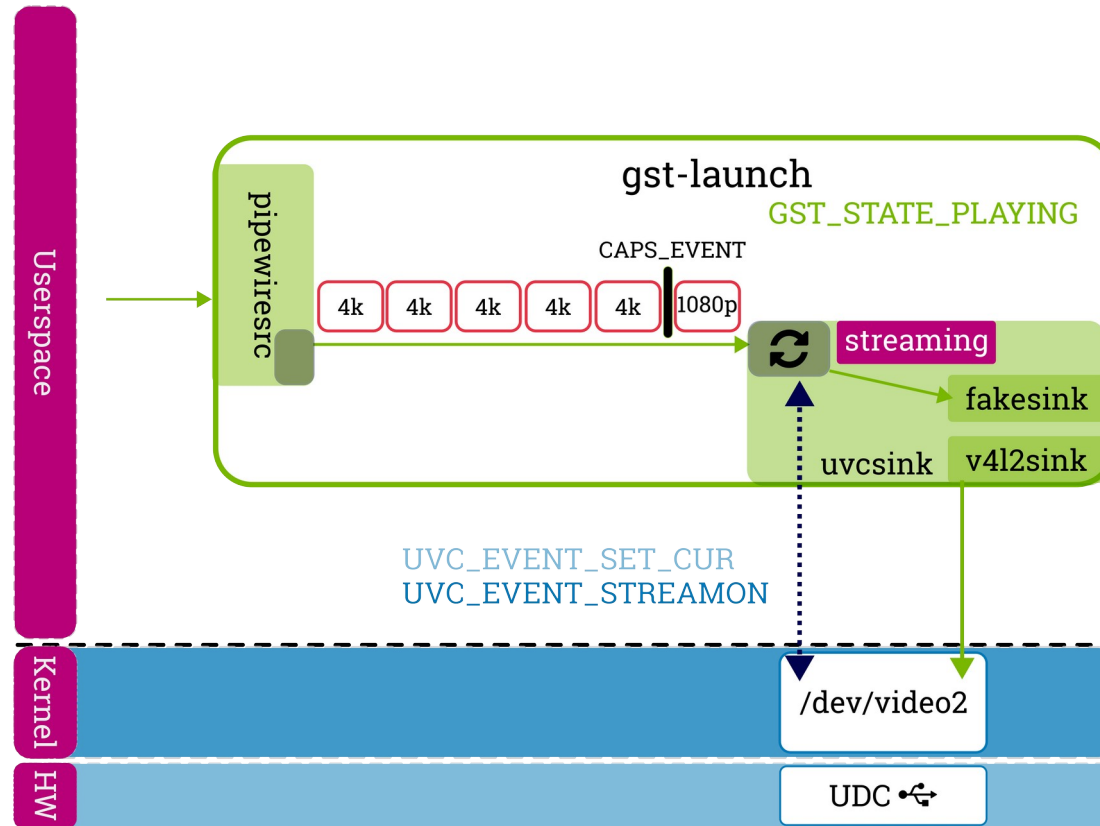 Userspace
gst-launch
GST_STATE_PLAYING
pipewiresrc
CAPS_EVENT
4k 4k 4k 4k 4k 1080p
streaming
fakesink
uvcsink
v4l2sink
UVC_EVENT_SET_CUR
UVC_EVENT_STREAMON
Kernel
/dev/video2
HW
UDC